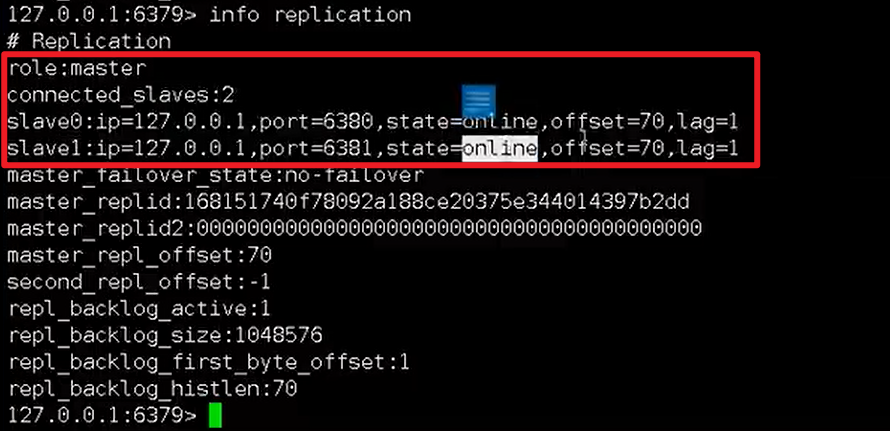 127.0.0.1:6379> info replication
# Replication
role:master
connected_slaves:2
slave0:ip=127.0.0.1,port=6380,state=online,offset=70,lag=1
slave1:ip=127.0.0.1,port=6381,state=online,offset=70,lag=1
master_failover_state:no-failover
master_replid:168151740f78092a188ce20375e344014397b2dd
master_replid2:0000000000000000000000000000000000000000
master_repl_offset:70
second_repl_offset:-1
repl_backlog_active:1
repl_backlog_size:1048576
repl_backlog_first_byte_offset:1
repl_backlog_histlen:70
127.0.0.1:6379>